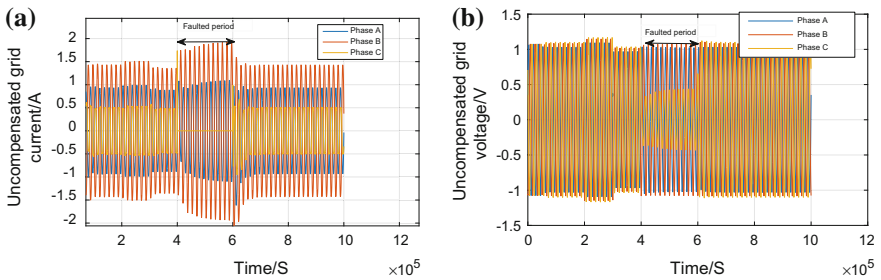 (a)
Uncompensated grid
current/A
2
1.5
1
0.5
0
-0.5
-1
-1.5
-2
Faulted period
Phase A
Phase B
Phase C
2 4 6 8 10 12
Time/S
×10⁵
(b)
Uncompensated grid
voltage/V
1.5
1
0.5
0
-0.5
-1
-1.5
Faulted period
Phase A
Phase B
Phase C
0 2 4 6 8 10 12
Time/S
×10⁵